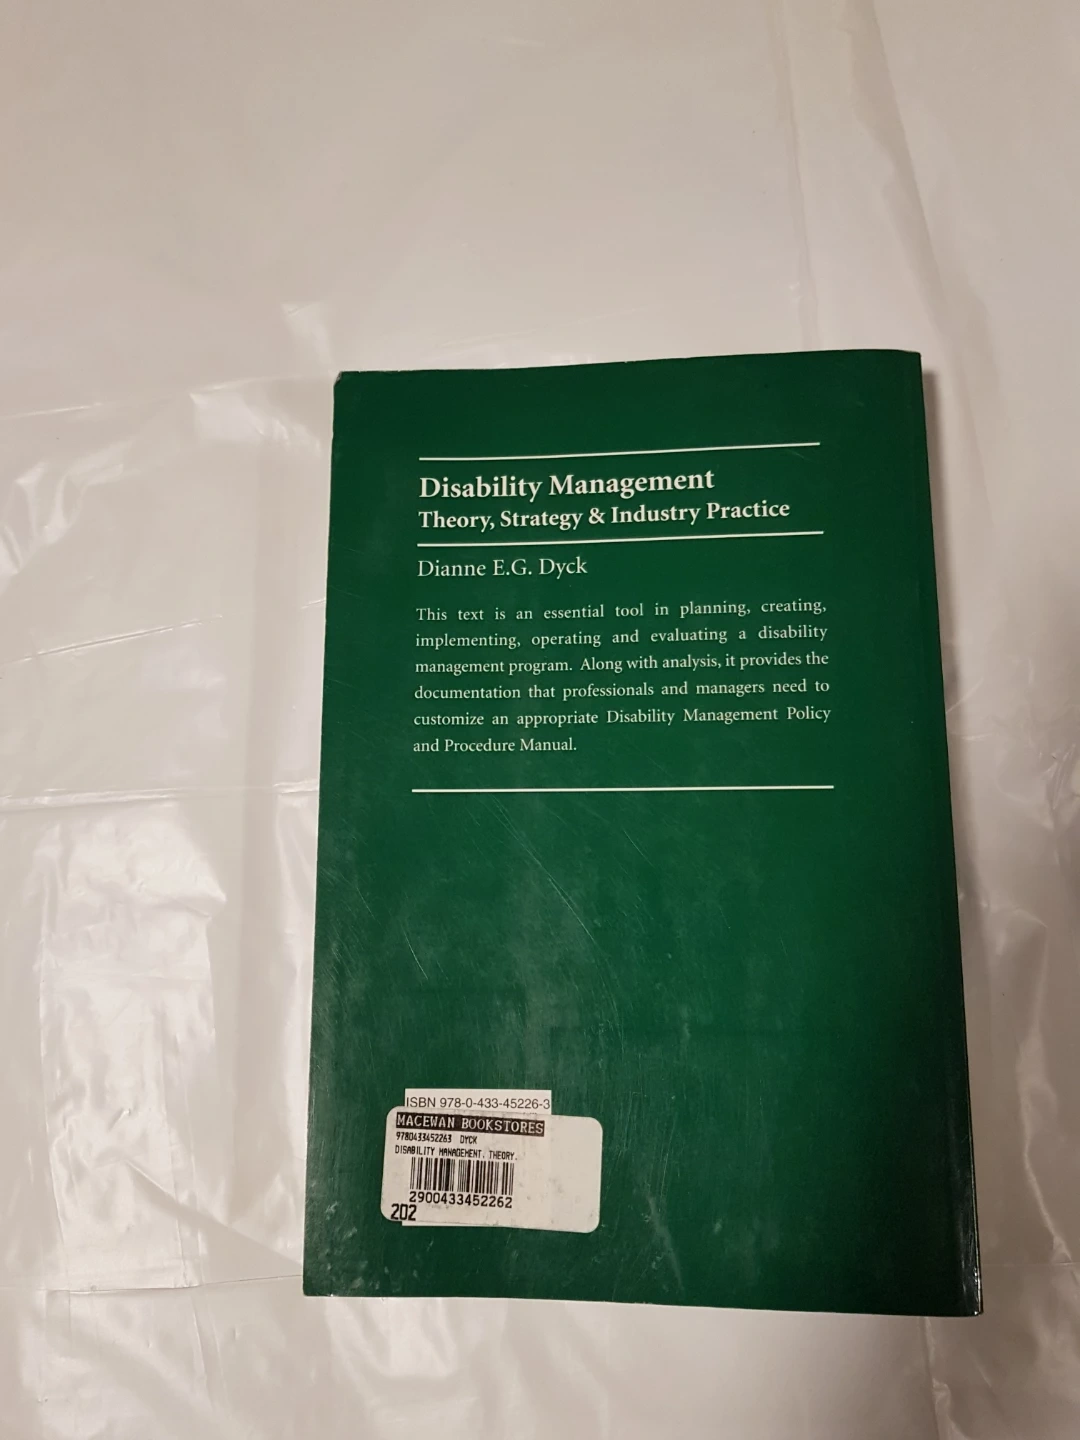 Disability Management
Theory, Strategy & Industry Practice
Dianne E.G. Dyck
This text is an essential tool in planning, creating,
implementing, operating and evaluating a disability
management program. Along with analysis, it provides the
documentation that professionals and managers need to
customize an appropriate Disability Management Policy
and Procedure Manual.
ISBN 978-0-433-45226-3
MACEWAN BOOKSTORES
9780433452263 DYCK
DISABILITY MANAGEMENT. THEORY.
2900433452262
202